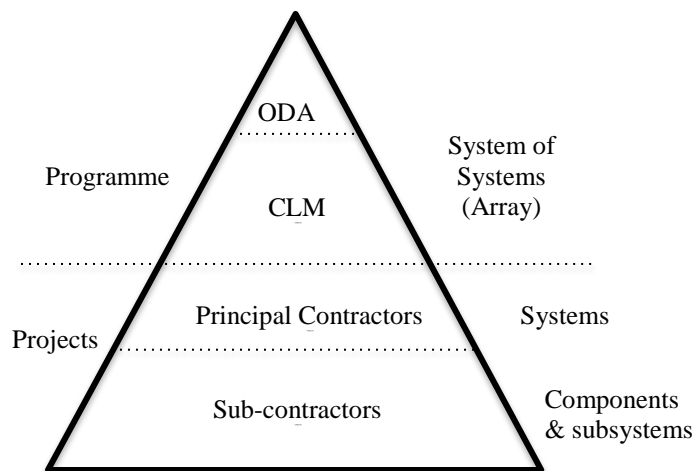 ODA
System of
Systems
(Array)
Programme
CLM
Principal Contractors
Systems
Projects
Sub-contractors
Components
& subsystems